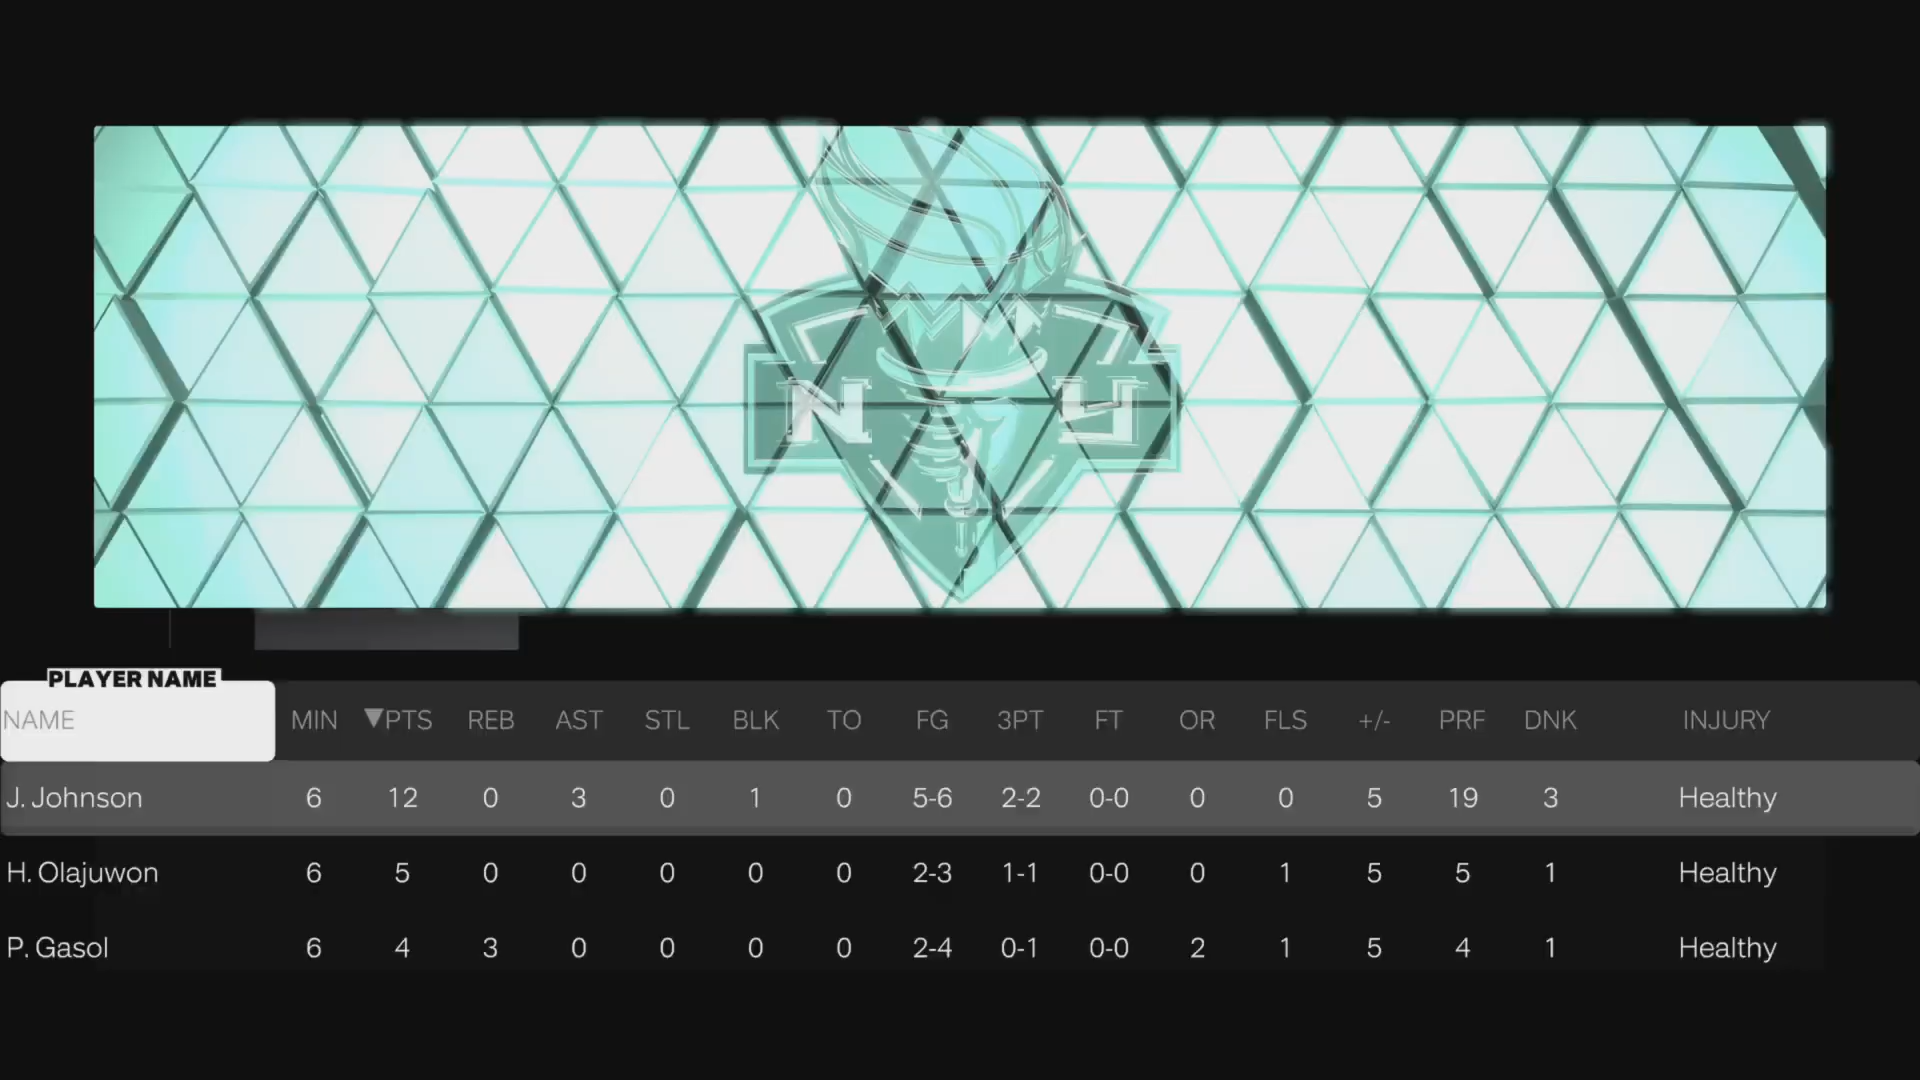 N Y
PLAYER NAME
NAME MIN ▼PTS REB AST STL BLK TO FG 3PT FT OR FLS +/- PRF DNK INJURY
J. Johnson 6 12 0 3 0 1 0 5-6 2-2 0-0 0 0 5 19 3 Healthy
H. Olajuwon 6 5 0 0 0 0 0 2-3 1-1 0-0 0 1 5 5 1 Healthy
P. Gasol 6 4 3 0 0 0 0 2-4 0-1 0-0 2 1 5 4 1 Healthy